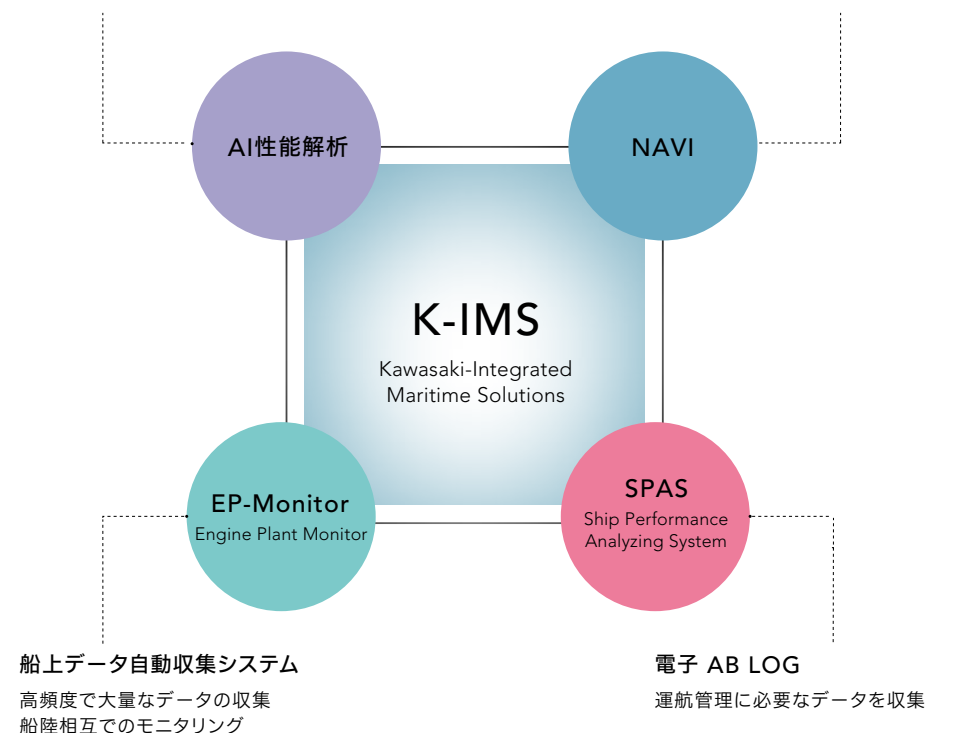 AI性能解析
NAVI
K-IMS
Kawasaki-Integrated
Maritime Solutions
EP-Monitor
Engine Plant Monitor
SPAS
Ship Performance
Analyzing System
船上データ自動収集システム
高頻度で大量なデータの収集
船陸相互でのモニタリング
電子 AB LOG
運航管理に必要なデータを収集